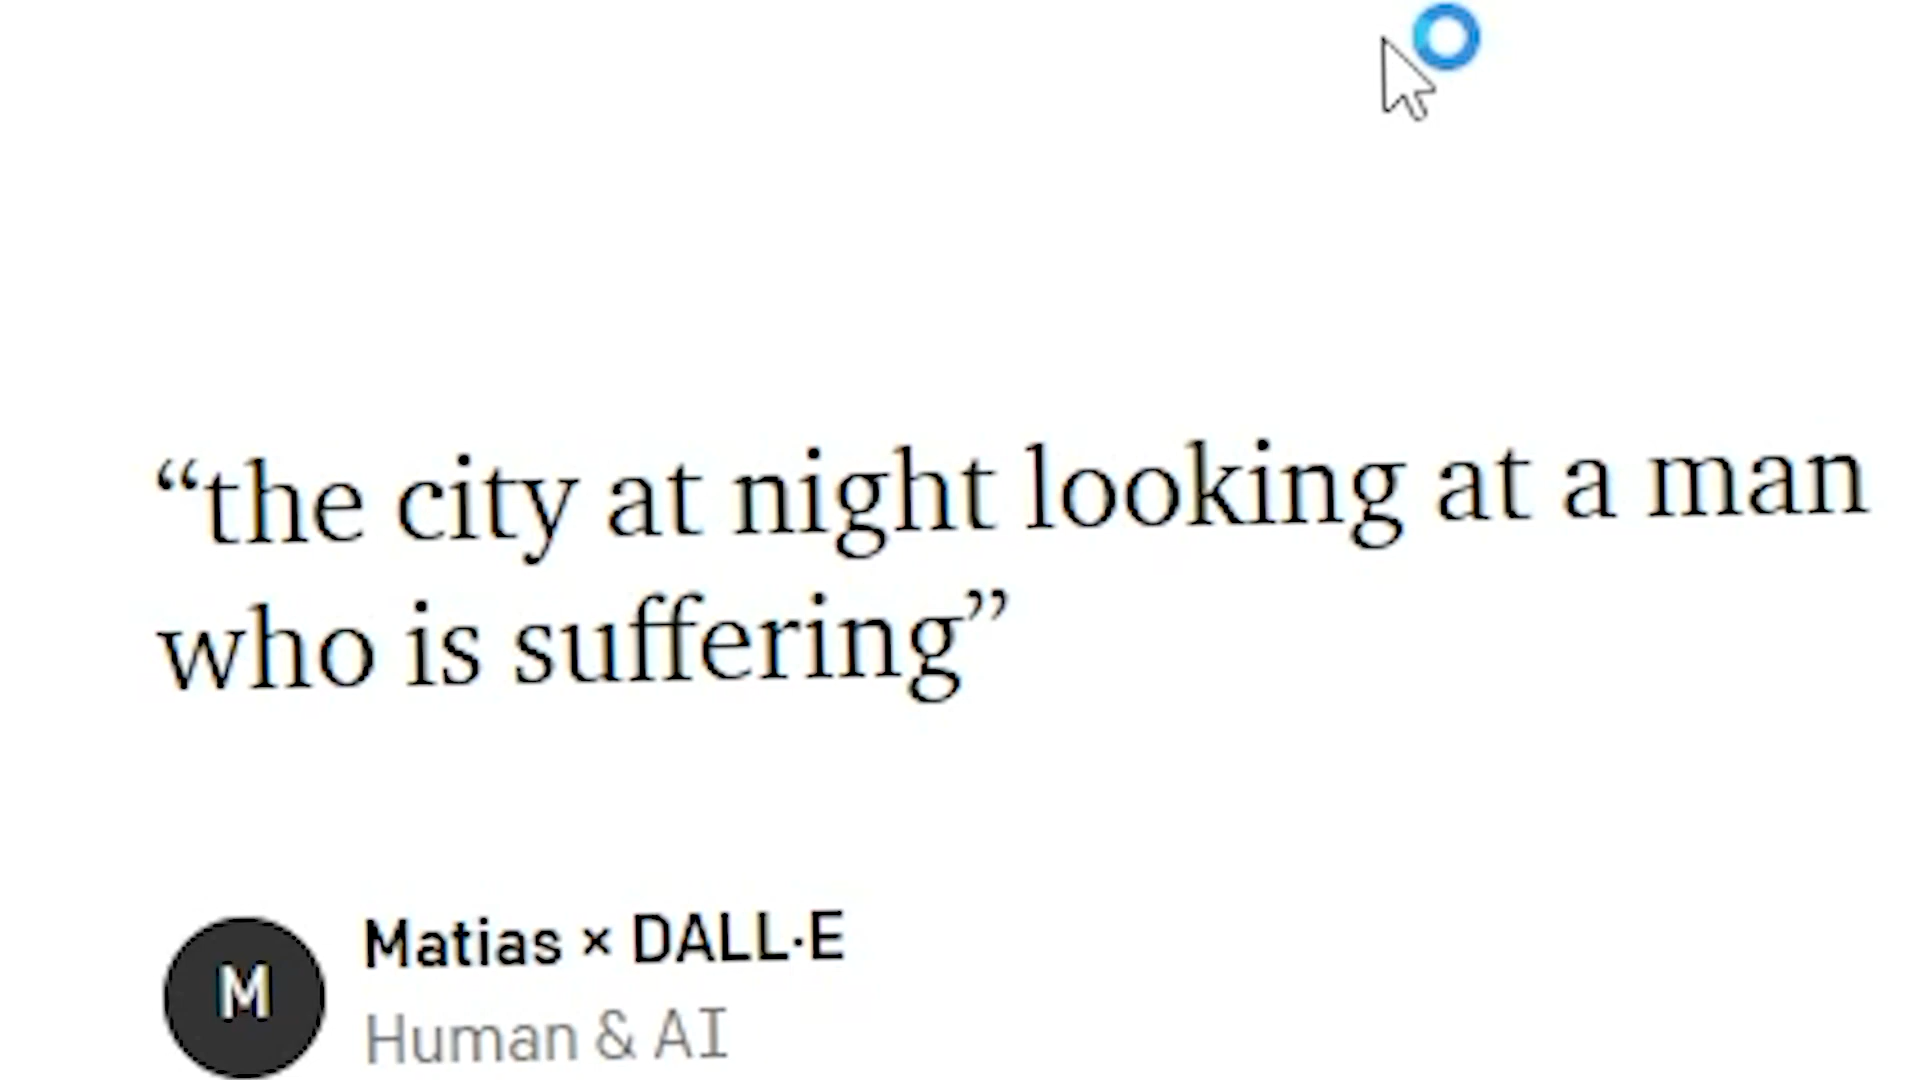 “the city at night looking at a man
who is suffering”
M
Matias × DALL·E
Human & AI